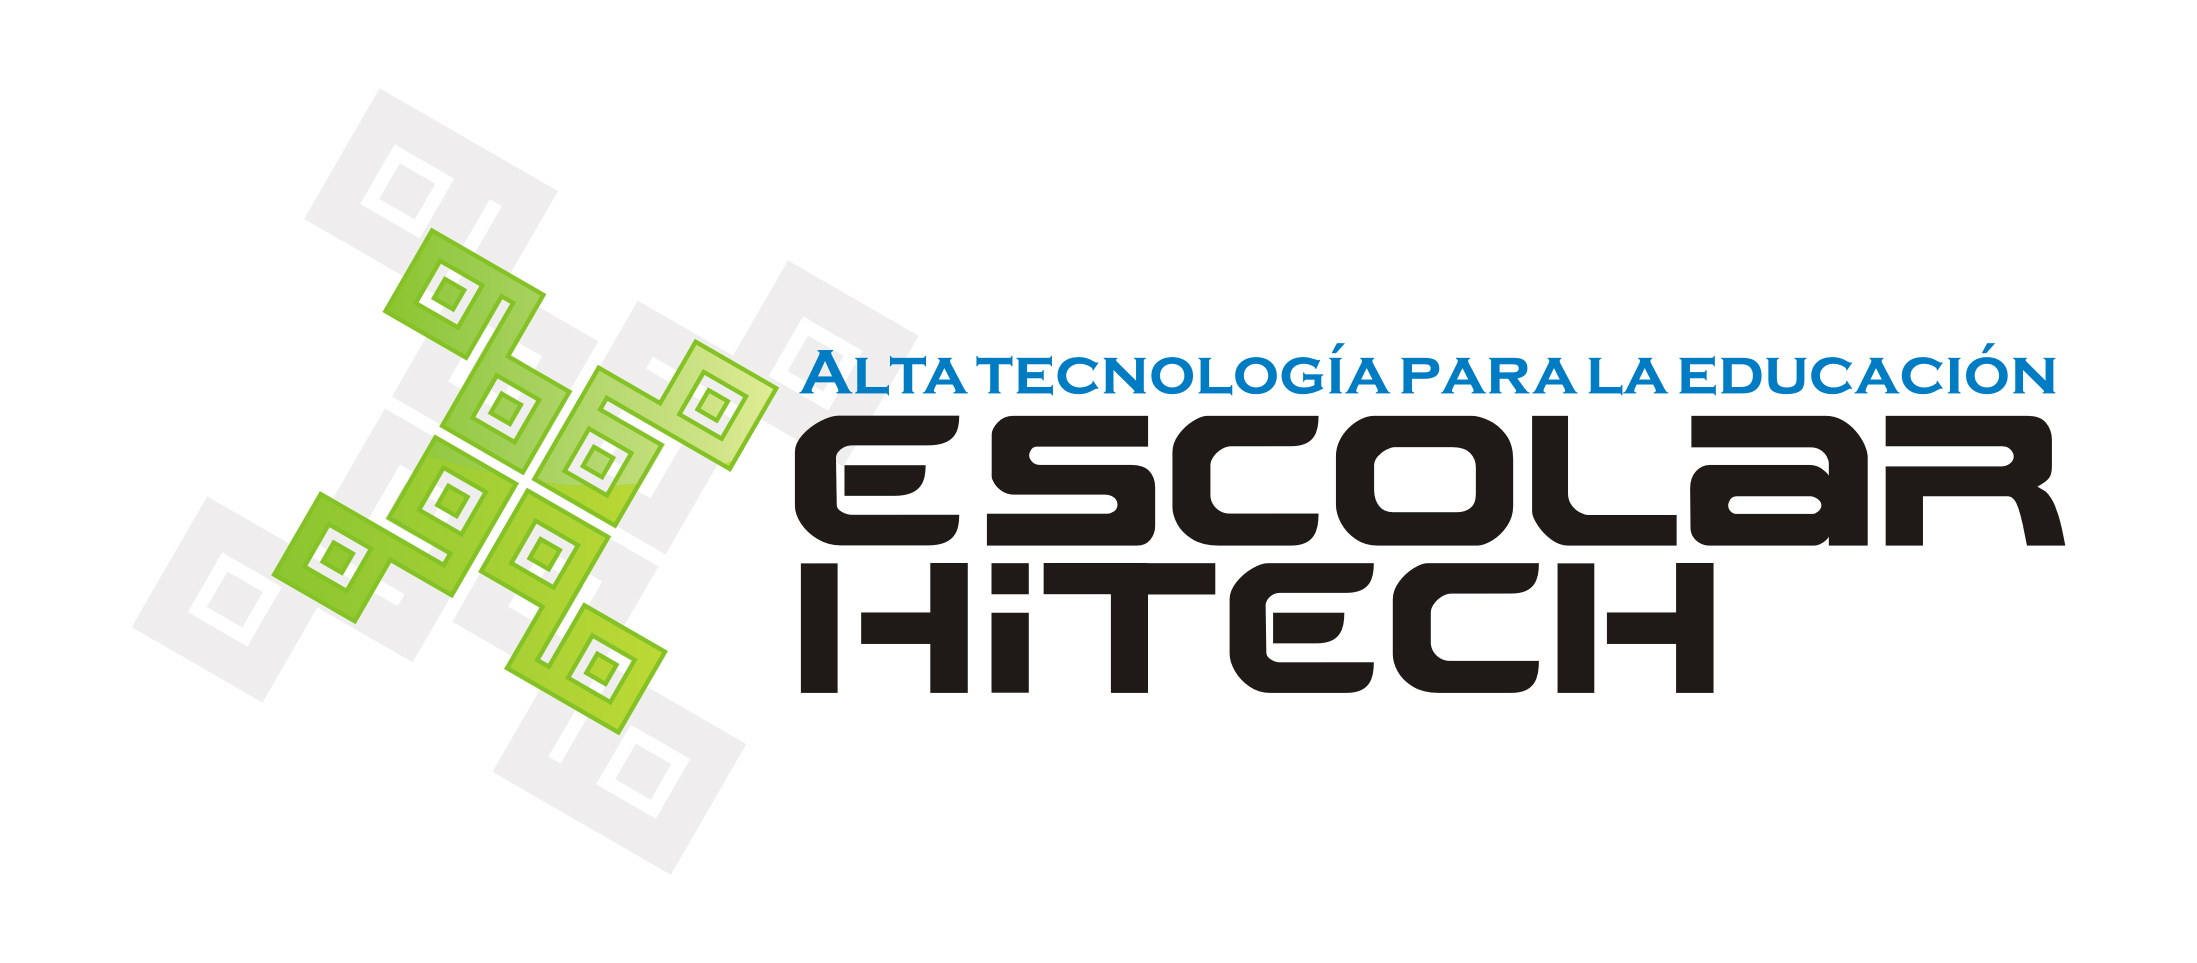 ALTA TECNOLOGÍA PARA LA EDUCACIÓN
ESCOLaR
HiTECH